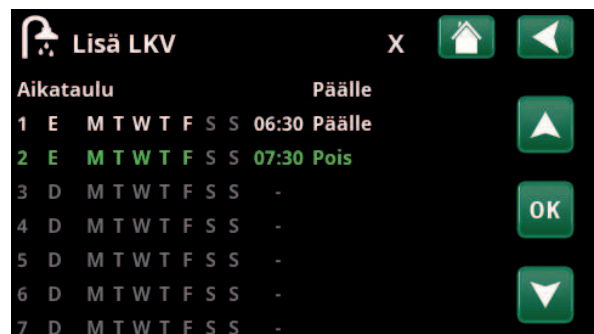 Lisä LKV X
Aikataulu Päälle
1 E M T W T F S S 06:30 Päälle
2 E M T W T F S S 07:30 Pois
3 D M T W T F S S -
4 D M T W T F S S -
OK
5 D M T W T F S S -
6 D M T W T F S S -
7 D M T W T F S S